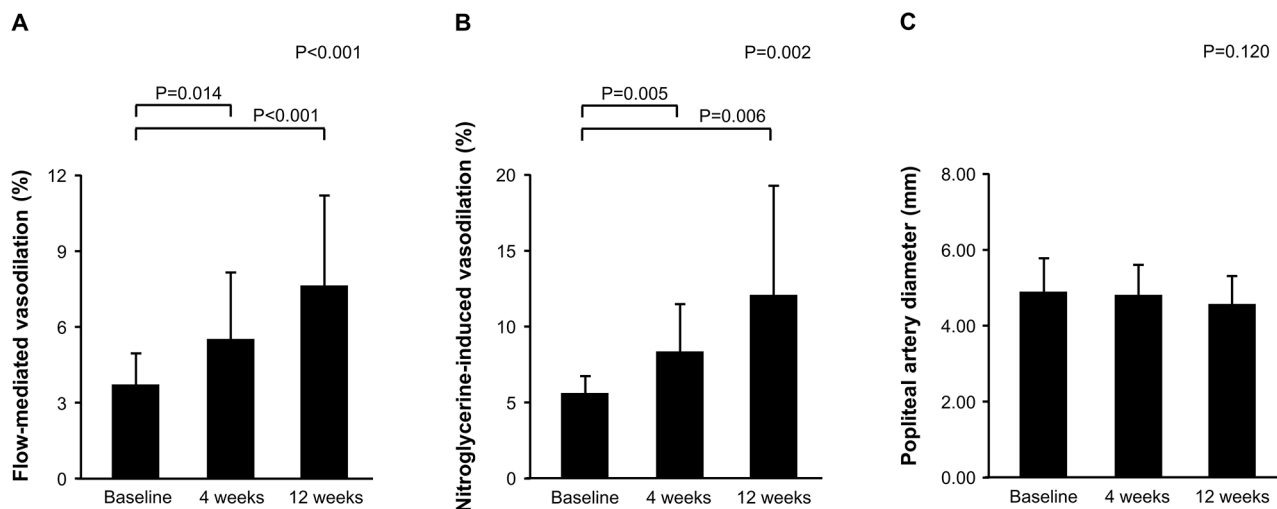 A
P<0.001
P=0.014
P<0.001
Flow-mediated vasodilation (%)
12
9
6
3
0
Baseline 4 weeks 12 weeks
B
P=0.002
P=0.005
P=0.006
Nitroglycerine-induced vasodilation (%)
20
15
10
5
0
Baseline 4 weeks 12 weeks
C
P=0.120
Popliteal artery diameter (mm)
8.00
6.00
4.00
2.00
0.00
Baseline 4 weeks 12 weeks